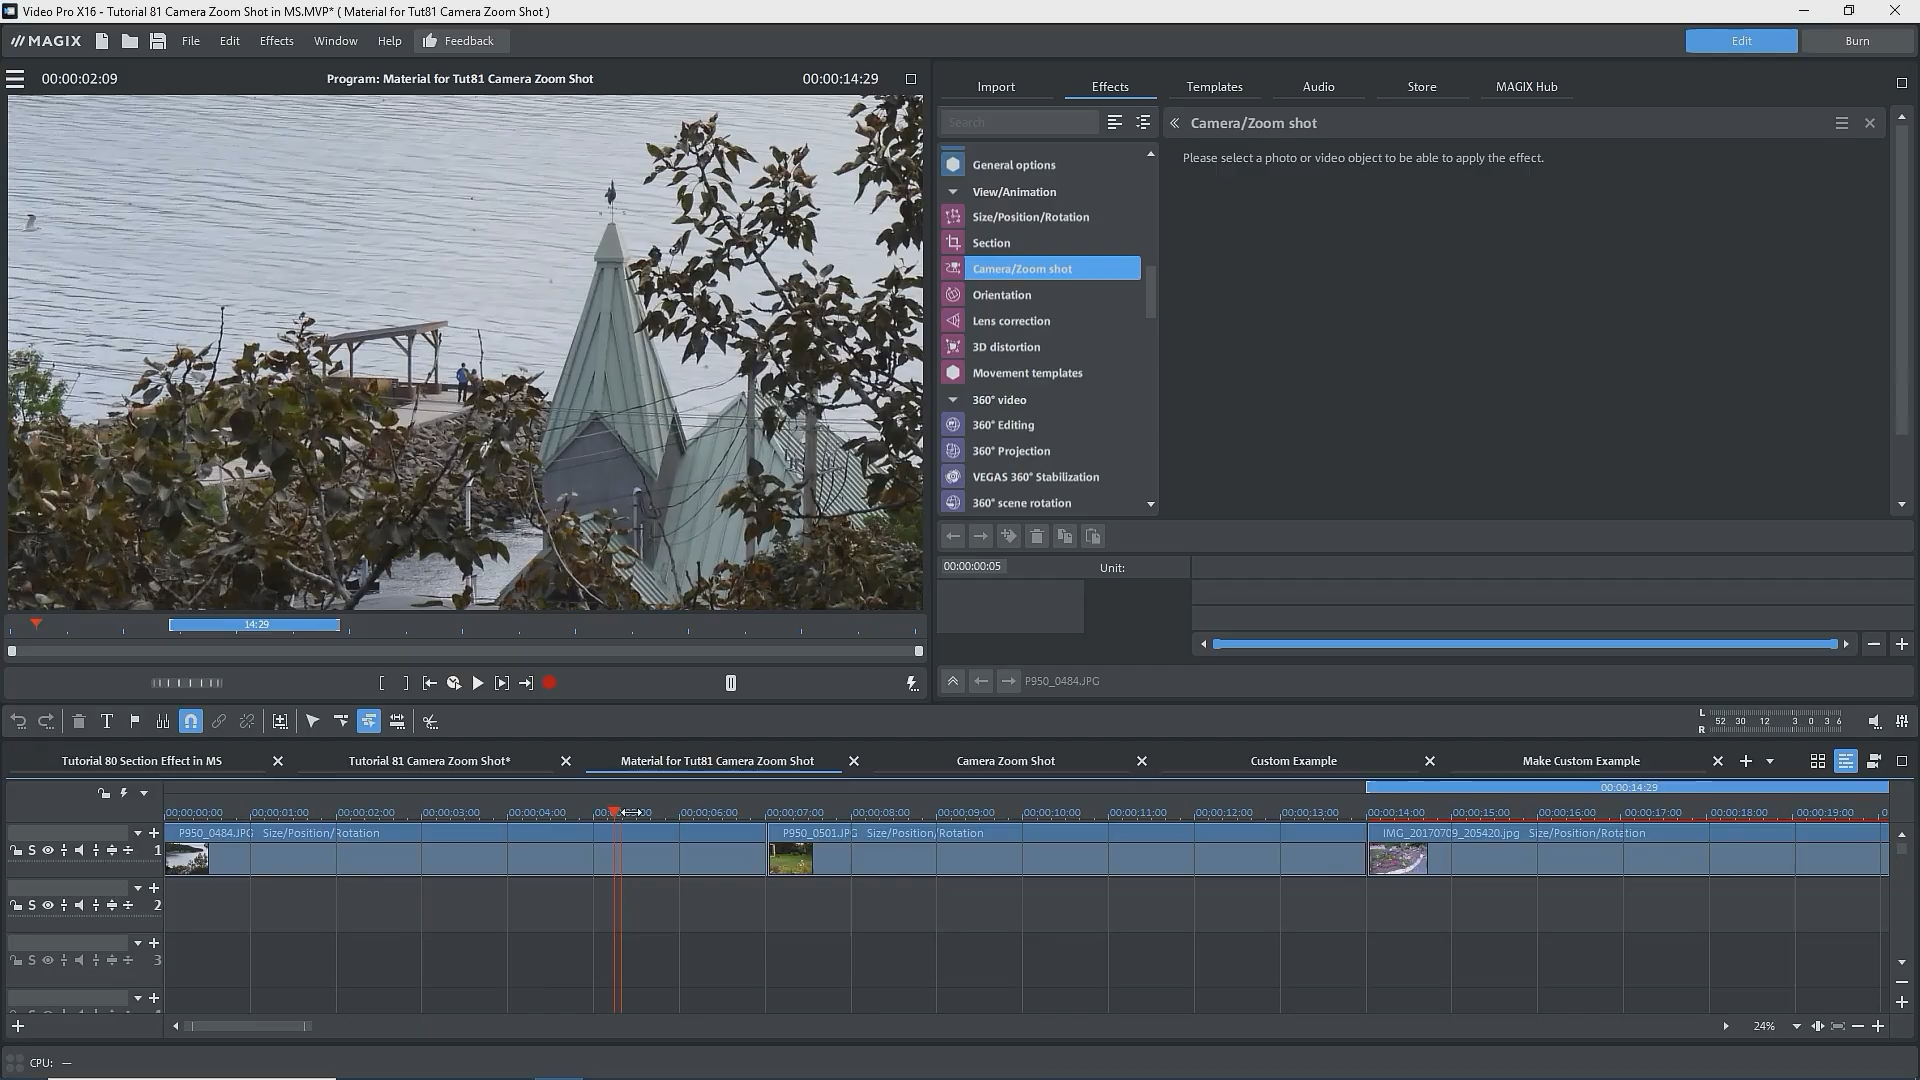 Video Pro X16 - Tutorial 81 Camera Zoom Shot in MS.MVP* ( Material for Tut81 Camera Zoom Shot )
MAGIX File Edit Effects Window Help Feedback Edit Burn
00:00:02:09 Program: Material for Tut81 Camera Zoom Shot 00:00:14:29
Import Effects Templates Audio Store MAGIX Hub
Search
Camera/Zoom shot
Please select a photo or video object to be able to apply the effect.
General options
View/Animation
Size/Position/Rotation
Section
Camera/Zoom shot
Orientation
Lens correction
3D distortion
Movement templates
360° video
360° Editing
360° Projection
VEGAS 360° Stabilization
360° scene rotation
00:00:00:05 Unit:
14:29
P950_0484.JPG
L 52 30 12 3 0 3 6
R
Tutorial 80 Section Effect in MS
Tutorial 81 Camera Zoom Shot*
Material for Tut81 Camera Zoom Shot
Camera Zoom Shot
Custom Example
Make Custom Example
00:00:14:29
00:00:00:00 00:00:01:00 00:00:02:00 00:00:03:00 00:00:04:00 00:00:06:00 00:00:07:00 00:00:08:00 00:00:09:00 00:00:10:00 00:00:11:00 00:00:12:00 00:00:13:00 00:00:14:00 00:00:15:00 00:00:16:00 00:00:17:00 00:00:18:00 00:00:19:00
P950_0484.JPG Size/Position/Rotation
P950_0501.JPG Size/Position/Rotation
IMG_20170709_205420.jpg Size/Position/Rotation
S 1
S 2
S 3
24%
CPU: —